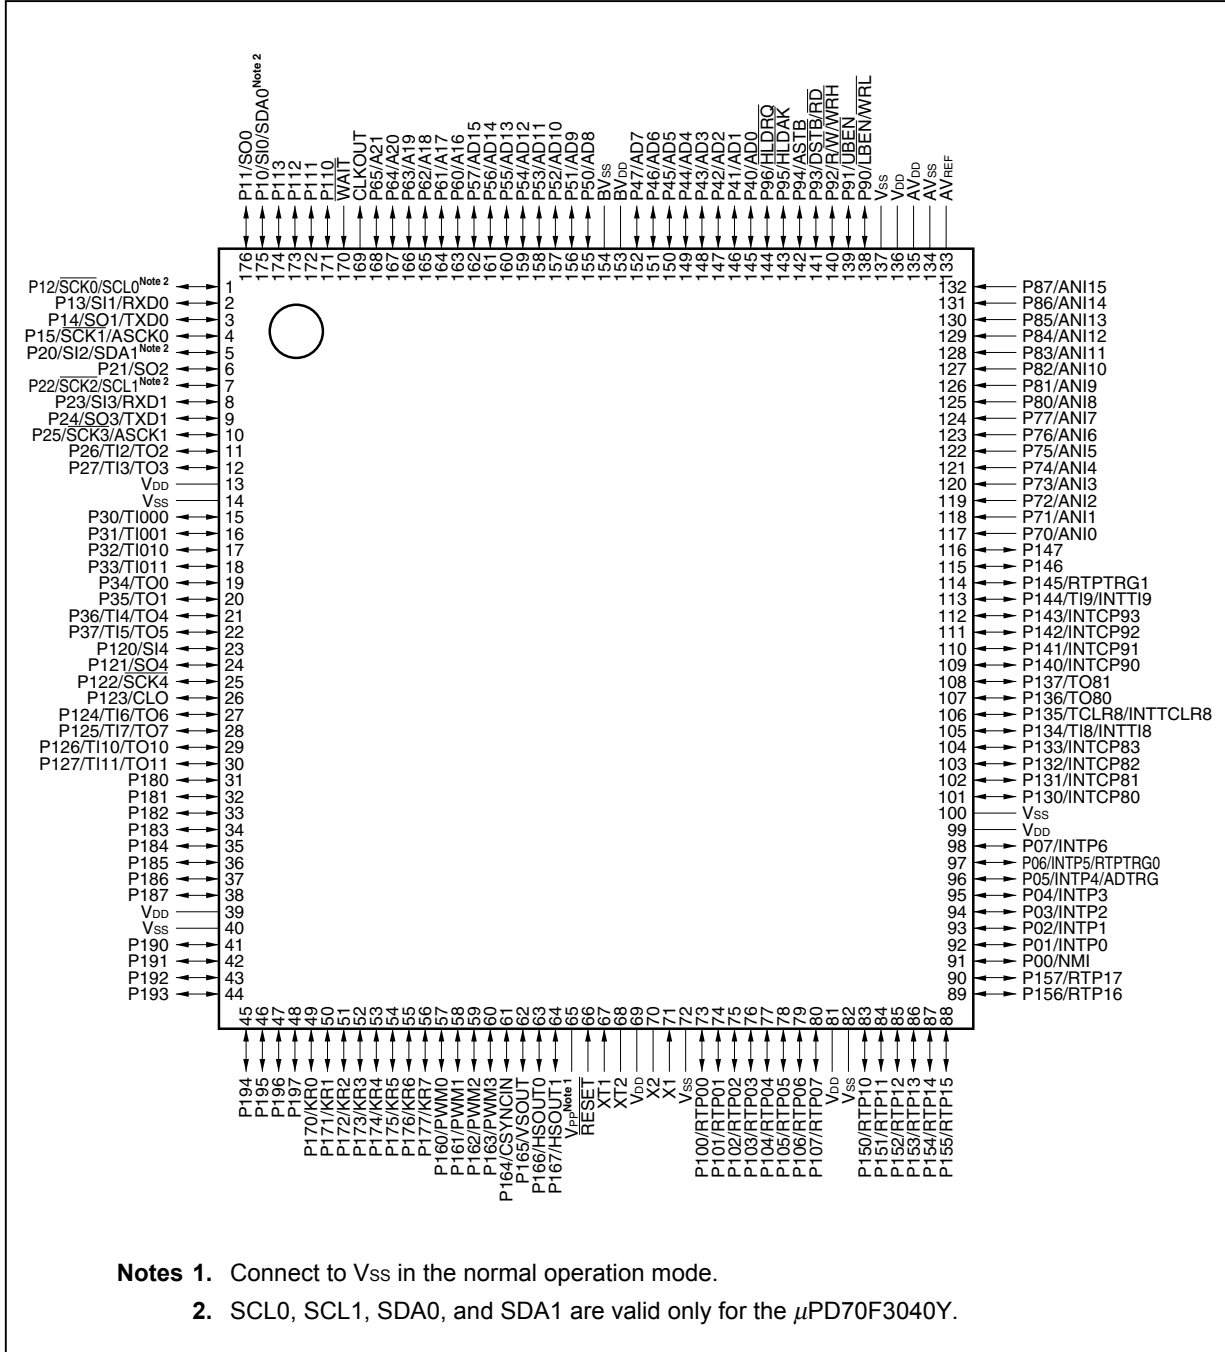 P11/SO0
P10/SI0/SDA0Note 2
P113
P112
P111
P110
WAIT
CLKOUT
P65/A21
P64/A20
P63/A19
P62/A18
P61/A17
P60/A16
P57/AD15
P56/AD14
P55/AD13
P54/AD12
P53/AD11
P52/AD10
P51/AD9
P50/AD8
BVSS
BVDD
P47/AD7
P46/AD6
P45/AD5
P44/AD4
P43/AD3
P42/AD2
P41/AD1
P40/AD0
P96/HLDRQ
P95/HLDAK
P94/ASTB
P93/DSTB/RD
P92/R/W/WRH
P91/UBEN
P90/LBEN/WRL
VSS
VDD
AVDD
AVSS
AVREF
176
175
174
173
172
171
170
169
168
167
166
165
164
163
162
161
160
159
158
157
156
155
154
153
152
151
150
149
148
147
146
145
144
143
142
141
140
139
138
137
136
135
134
133
P12/SCK0/SCL0Note 2 1
P13/SI1/RXD0 2
P14/SO1/TXD0 3
P15/SCK1/ASCK0 4
P20/SI2/SDA1Note 2 5
P21/SO2 6
P22/SCK2/SCL1Note 2 7
P23/SI3/RXD1 8
P24/SO3/TXD1 9
P25/SCK3/ASCK1 10
P26/TI2/TO2 11
P27/TI3/TO3 12
VDD 13
VSS 14
P30/TI000 15
P31/TI001 16
P32/TI010 17
P33/TI011 18
P34/TO0 19
P35/TO1 20
P36/TI4/TO4 21
P37/TI5/TO5 22
P120/SI4 23
P121/SO4 24
P122/SCK4 25
P123/CLO 26
P124/TI6/TO6 27
P125/TI7/TO7 28
P126/TI10/TO10 29
P127/TI11/TO11 30
P180 31
P181 32
P182 33
P183 34
P184 35
P185 36
P186 37
P187 38
VDD 39
VSS 40
P190 41
P191 42
P192 43
P193 44
132 P87/ANI15
131 P86/ANI14
130 P85/ANI13
129 P84/ANI12
128 P83/ANI11
127 P82/ANI10
126 P81/ANI9
125 P80/ANI8
124 P77/ANI7
123 P76/ANI6
122 P75/ANI5
121 P74/ANI4
120 P73/ANI3
119 P72/ANI2
118 P71/ANI1
117 P70/ANI0
116 P147
115 P146
114 P145/RTPTRG1
113 P144/TI9/INTTI9
112 P143/INTCP93
111 P142/INTCP92
110 P141/INTCP91
109 P140/INTCP90
108 P137/TO81
107 P136/TO80
106 P135/TCLR8/INTTCLR8
105 P134/TI8/INTTI8
104 P133/INTCP83
103 P132/INTCP82
102 P131/INTCP81
101 P130/INTCP80
100 VSS
99 VDD
98 P07/INTP6
97 P06/INTP5/RTPTRG0
96 P05/INTP4/ADTRG
95 P04/INTP3
94 P03/INTP2
93 P02/INTP1
92 P01/INTP0
91 P00/NMI
90 P157/RTP17
89 P156/RTP16
45
46
47
48
49
50
51
52
53
54
55
56
57
58
59
60
61
62
63
64
65
66
67
68
69
70
71
72
73
74
75
76
77
78
79
80
81
82
83
84
85
86
87
88
P194
P195
P196
P197
P170/KR0
P171/KR1
P172/KR2
P173/KR3
P174/KR4
P175/KR5
P176/KR6
P177/KR7
P160/PWM0
P161/PWM1
P162/PWM2
P163/PWM3
P164/CSYNCIN
P165/VSOUT
P166/HSOUT0
P167/HSOUT1
VPPNote 1
RESET
XT1
XT2
VDD
X2
X1
VSS
P100/RTP00
P101/RTP01
P102/RTP02
P103/RTP03
P104/RTP04
P105/RTP05
P106/RTP06
P107/RTP07
VDD
VSS
P150/RTP10
P151/RTP11
P152/RTP12
P153/RTP13
P154/RTP14
P155/RTP15
Notes 1. Connect to VSS in the normal operation mode.
2. SCL0, SCL1, SDA0, and SDA1 are valid only for the μPD70F3040Y.